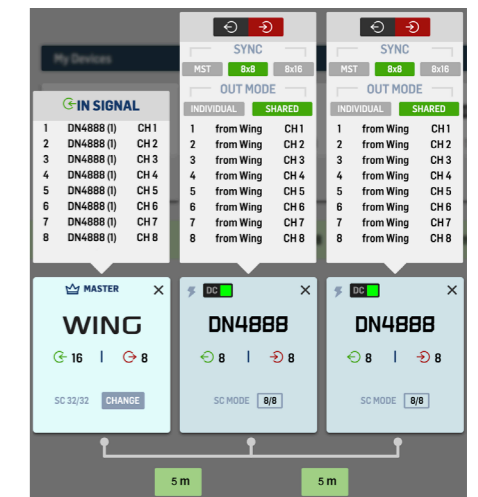 My Devices
IN SIGNAL
1 DN4888 (1) CH 1
2 DN4888 (1) CH 2
3 DN4888 (1) CH 3
4 DN4888 (1) CH 4
5 DN4888 (1) CH 5
6 DN4888 (1) CH 6
7 DN4888 (1) CH 7
8 DN4888 (1) CH 8
MASTER
WING
16 | 8
SC 32/32 CHANGE
SYNC
MST 8x8 8x16
OUT MODE
INDIVIDUAL SHARED
1 from Wing CH 1
2 from Wing CH 2
3 from Wing CH 3
4 from Wing CH 4
5 from Wing CH 5
6 from Wing CH 6
7 from Wing CH 7
8 from Wing CH 8
DC
DN4888
8 | 8
SC MODE 8/8
SYNC
MST 8x8 8x16
OUT MODE
INDIVIDUAL SHARED
1 from Wing CH 1
2 from Wing CH 2
3 from Wing CH 3
4 from Wing CH 4
5 from Wing CH 5
6 from Wing CH 6
7 from Wing CH 7
8 from Wing CH 8
DC
DN4888
8 | 8
SC MODE 8/8
5 m
5 m